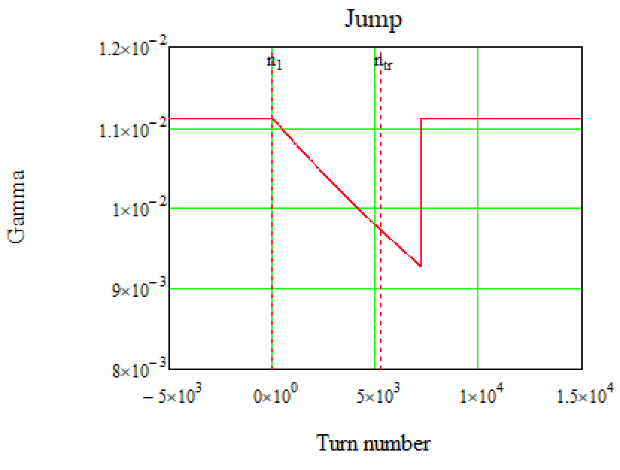 Jump
1.2×10⁻²
n₁
nₜᵣ
1.1×10⁻²
1×10⁻²
Gamma
9×10⁻³
8×10⁻³
− 5×10³ 0×10⁰ 5×10³ 1×10⁴ 1.5×10⁴
Turn number